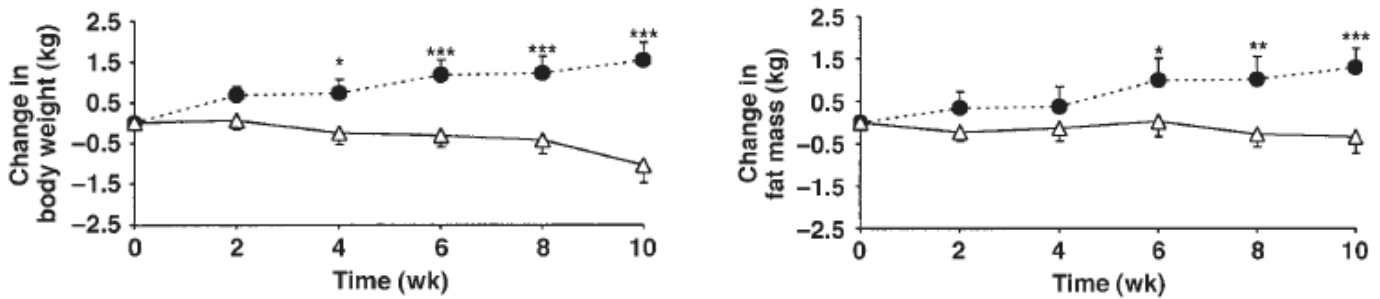 Change in
body weight (kg)
2.5
1.5
0.5
−0.5
−1.5
−2.5
* *** *** ***
0 2 4 6 8 10
Time (wk)
Change in
fat mass (kg)
2.5
1.5
0.5
−0.5
−1.5
−2.5
* ** ***
0 2 4 6 8 10
Time (wk)